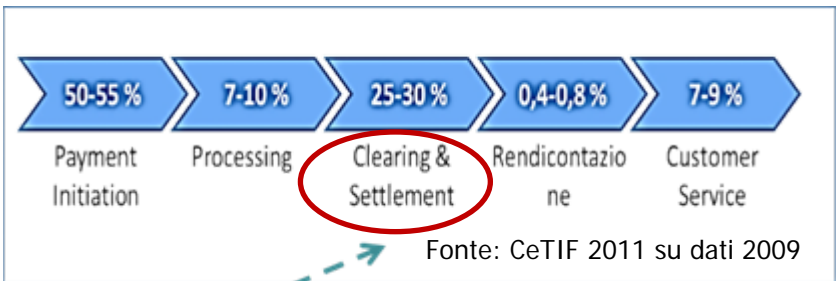 50-55 % 7-10 % 25-30 % 0,4-0,8 % 7-9 %
Payment Processing Clearing & Rendicontazio Customer
Initiation Settlement ne Service
Fonte: CeTIF 2011 su dati 2009